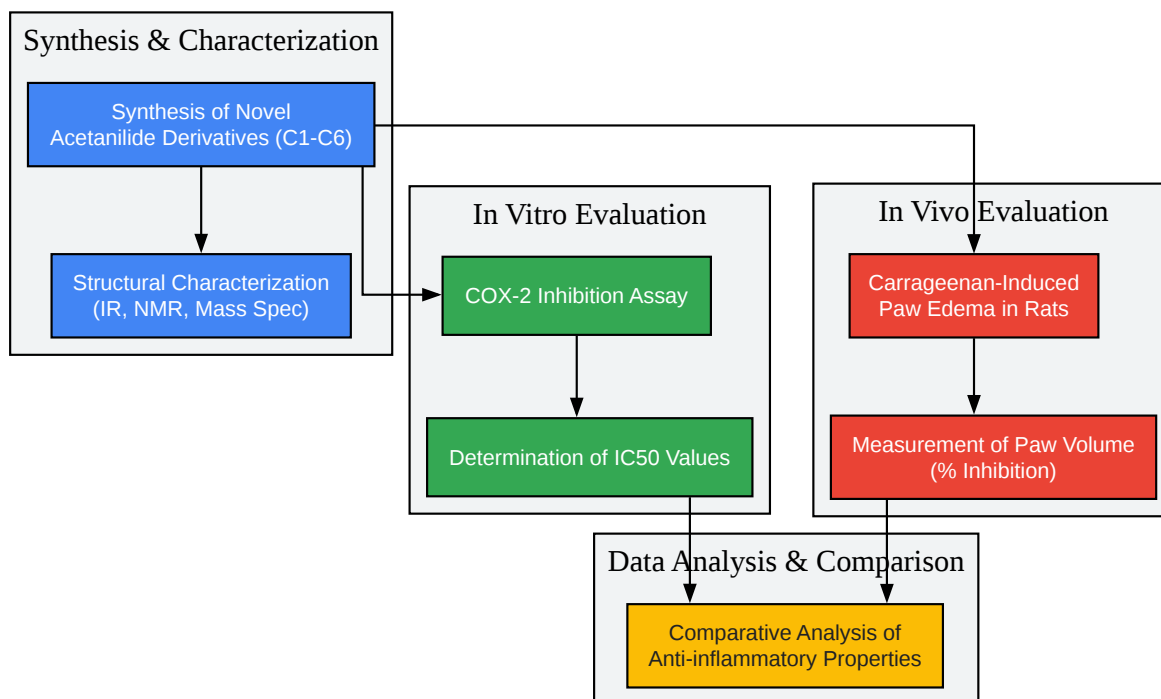 Synthesis & Characterization
Synthesis of Novel
Acetanilide Derivatives (C1-C6)
Structural Characterization
(IR, NMR, Mass Spec)
In Vitro Evaluation
COX-2 Inhibition Assay
Determination of IC50 Values
In Vivo Evaluation
Carrageenan-Induced
Paw Edema in Rats
Measurement of Paw Volume
(% Inhibition)
Data Analysis & Comparison
Comparative Analysis of
Anti-inflammatory Properties